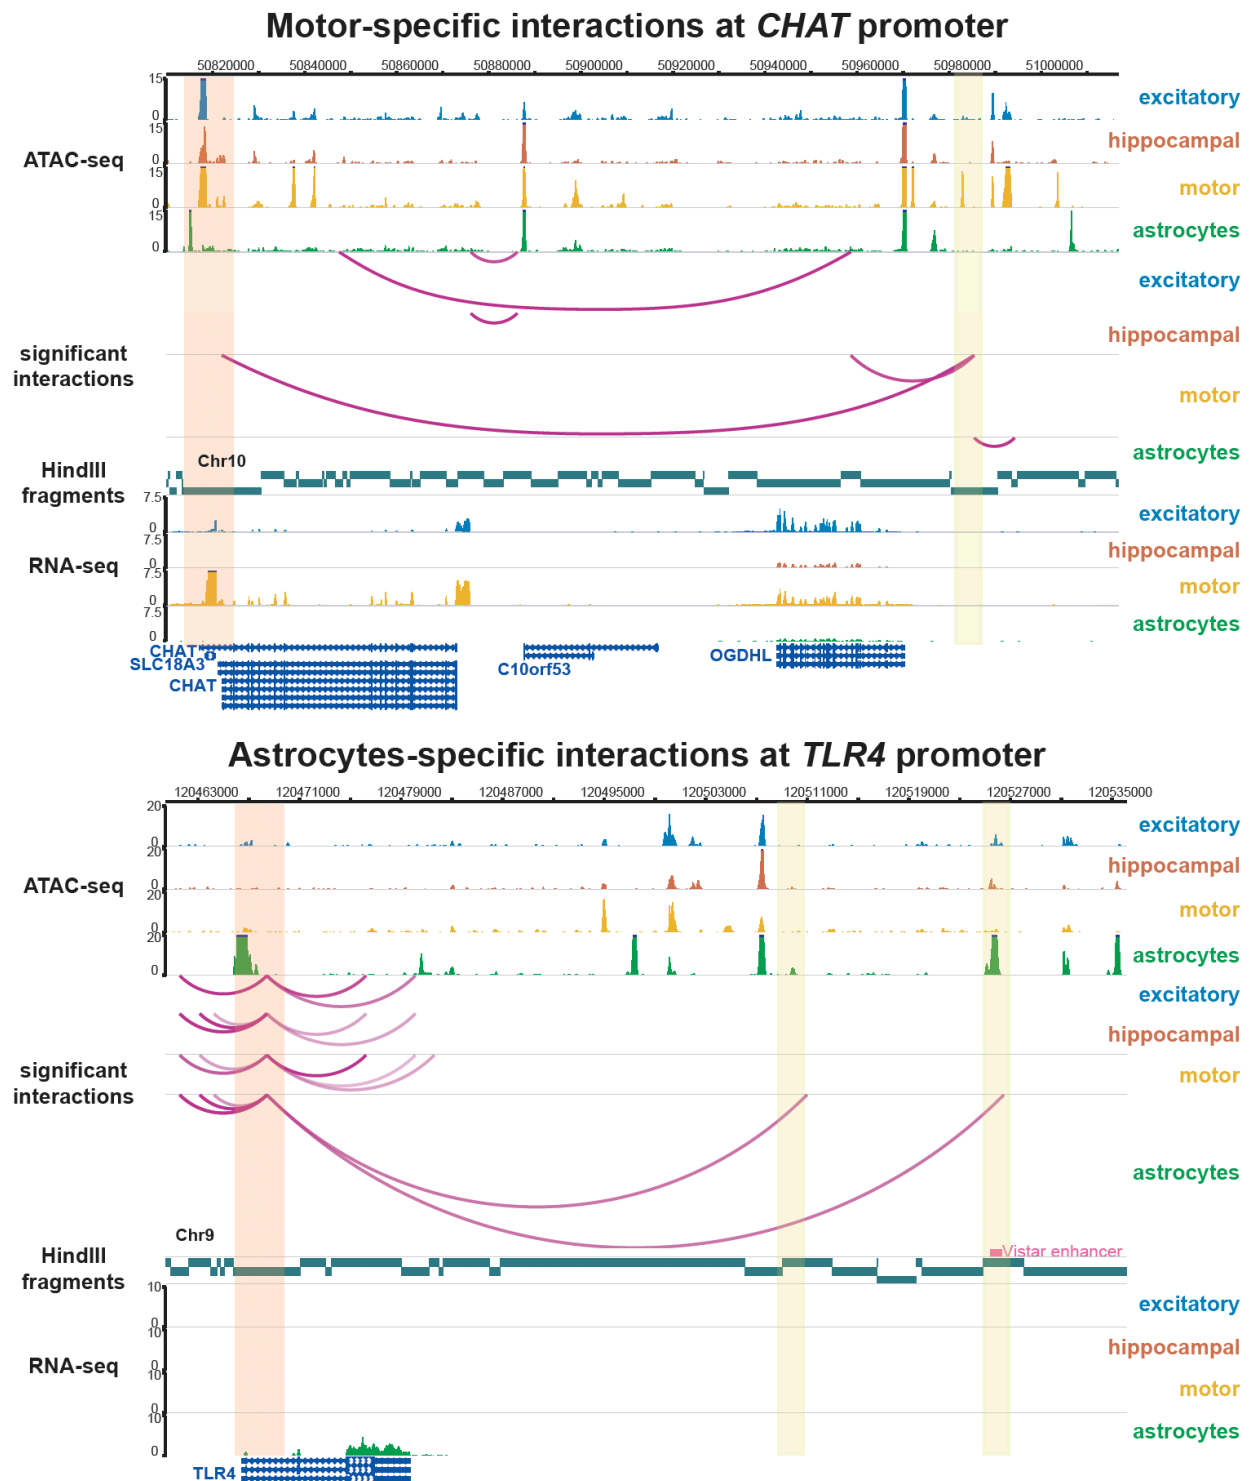 Motor-specific interactions at CHAT promoter
50820000 50840000 50860000 50880000 50900000 50920000 50940000 50960000 50980000 51000000
15
0
excitatory
15
0
hippocampal
ATAC-seq
15
0
motor
15
0
astrocytes
excitatory
hippocampal
significant
interactions
motor
astrocytes
HindIII
fragments
Chr10
7.5
0
excitatory
7.5
0
hippocampal
RNA-seq
7.5
0
motor
7.5
0
astrocytes
CHAT
SLC18A3
CHAT
C10orf53
OGDHL
Astrocytes-specific interactions at TLR4 promoter
120463000 120471000 120479000 120487000 120495000 120503000 120511000 120519000 120527000 120535000
20
0
excitatory
20
0
hippocampal
ATAC-seq
20
0
motor
20
0
astrocytes
excitatory
hippocampal
significant
interactions
motor
astrocytes
Chr9
HindIII
fragments
Vistar enhancer
10
0
excitatory
10
0
hippocampal
RNA-seq
10
0
motor
10
0
astrocytes
TLR4